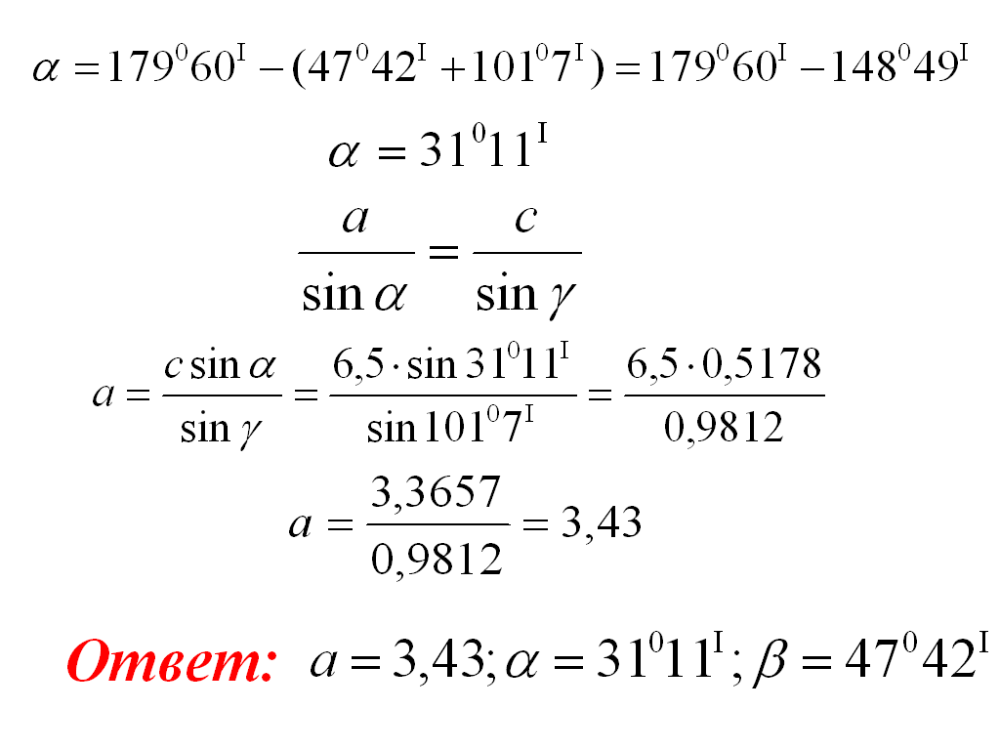 α = 179⁰60ᴵ − (47⁰42ᴵ + 101⁰7ᴵ) = 179⁰60ᴵ − 148⁰49ᴵ
α = 31⁰11ᴵ
a / sin α = c / sin γ
a = c sin α / sin γ = 6,5 · sin 31⁰11ᴵ / sin 101⁰7ᴵ = 6,5 · 0,5178 / 0,9812
a = 3,3657 / 0,9812 = 3,43
Ответ: a = 3,43; α = 31⁰11ᴵ; β = 47⁰42ᴵ